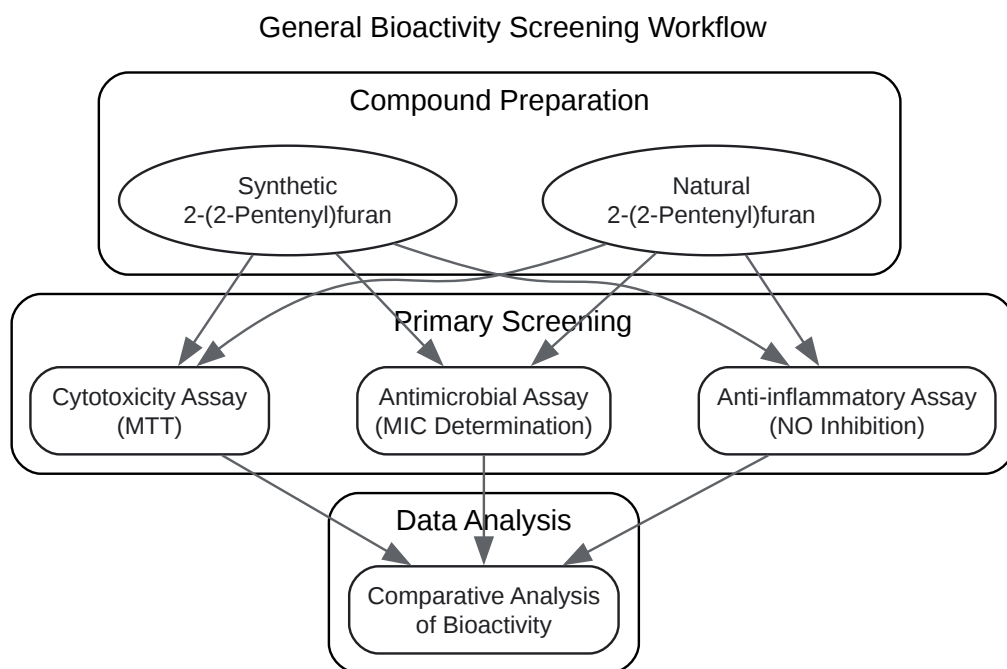 General Bioactivity Screening Workflow
Compound Preparation
Synthetic
2-(2-Pentenyl)furan
Natural
2-(2-Pentenyl)furan
Primary Screening
Cytotoxicity Assay
(MTT)
Antimicrobial Assay
(MIC Determination)
Anti-inflammatory Assay
(NO Inhibition)
Data Analysis
Comparative Analysis
of Bioactivity